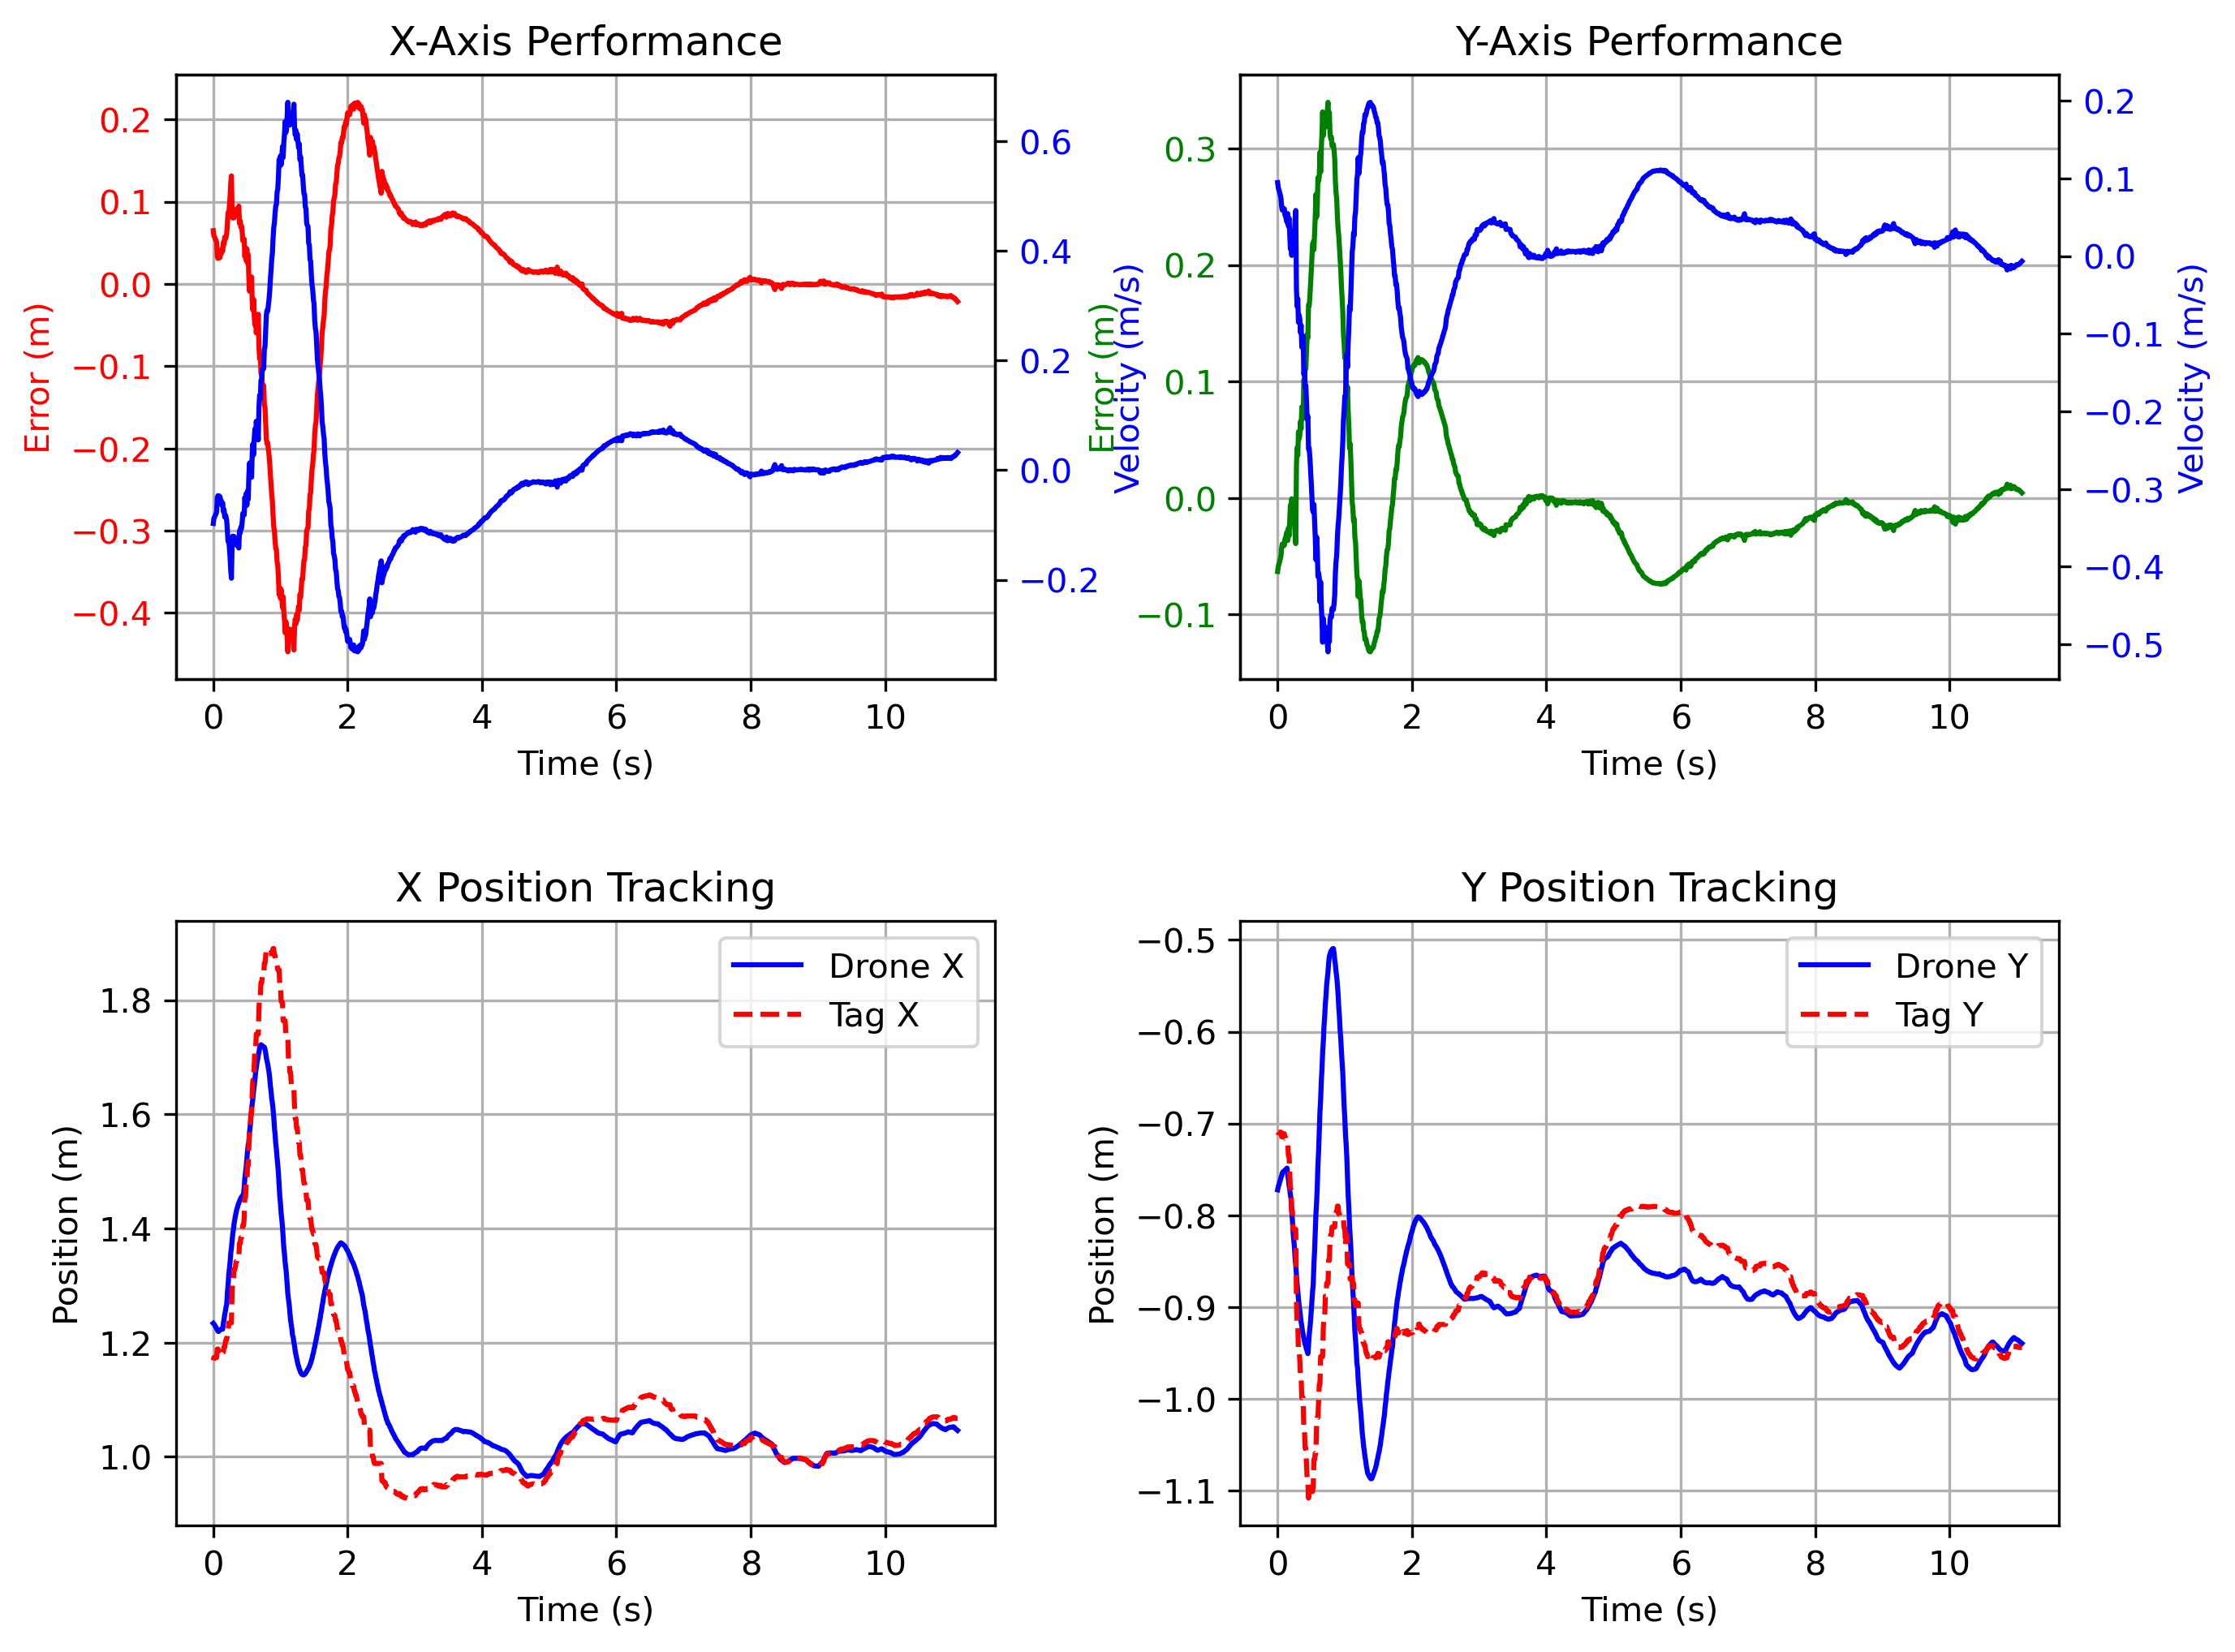 X-Axis Performance
Y-Axis Performance
0.2
0.1
0.0
−0.1
−0.2
−0.3
−0.4
Error (m)
0.6
0.4
0.2
0.0
−0.2
Velocity (m/s)
0 2 4 6 8 10
Time (s)
0.3
0.2
0.1
0.0
−0.1
Error (m)
0.2
0.1
0.0
−0.1
−0.2
−0.3
−0.4
−0.5
Velocity (m/s)
0 2 4 6 8 10
Time (s)
X Position Tracking
Y Position Tracking
1.8
1.6
1.4
1.2
1.0
Position (m)
Drone X
Tag X
0 2 4 6 8 10
Time (s)
−0.5
−0.6
−0.7
−0.8
−0.9
−1.0
−1.1
Position (m)
Drone Y
Tag Y
0 2 4 6 8 10
Time (s)